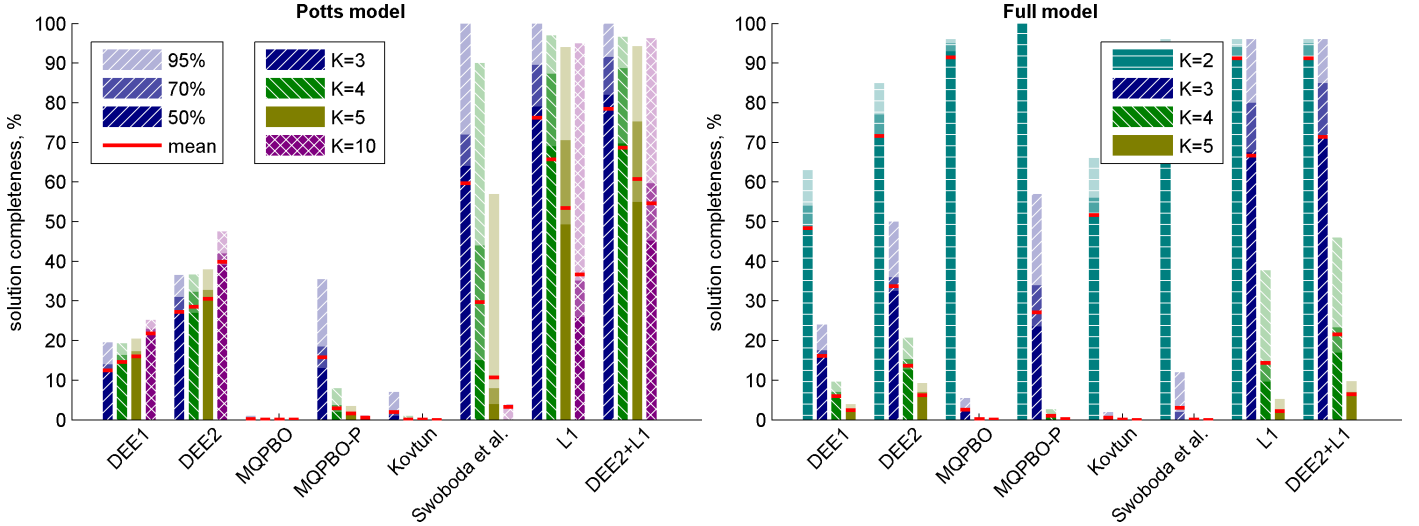 Potts model
solution completeness, %
100
90
80
70
60
50
40
30
20
10
0
95%
70%
50%
mean
K=3
K=4
K=5
K=10
DEE1
DEE2
MQPBO
MQPBO-P
Kovtun
Swoboda et al.
L1
DEE2+L1
Full model
solution completeness, %
100
90
80
70
60
50
40
30
20
10
0
K=2
K=3
K=4
K=5
DEE1
DEE2
MQPBO
MQPBO-P
Kovtun
Swoboda et al.
L1
DEE2+L1